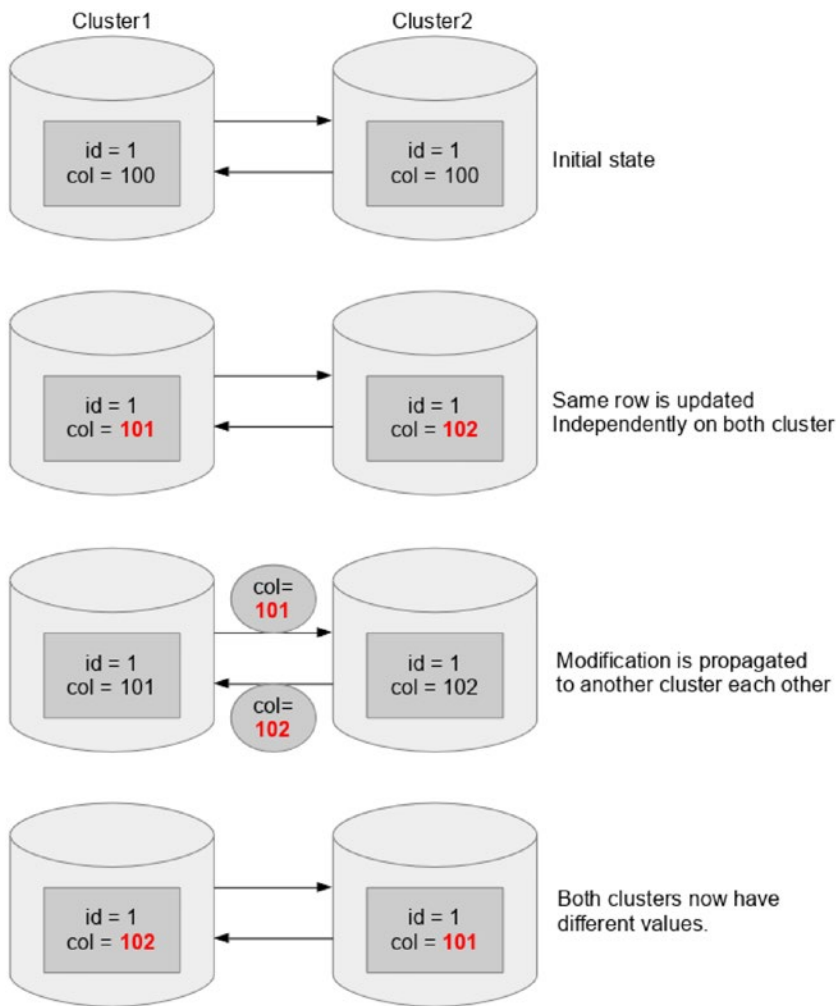 Cluster1
Cluster2
id = 1
col = 100
id = 1
col = 100
Initial state
id = 1
col = 101
id = 1
col = 102
Same row is updated
Independently on both cluster
col=
101
id = 1
col = 101
id = 1
col = 102
col=
102
Modification is propagated
to another cluster each other
id = 1
col = 102
id = 1
col = 101
Both clusters now have
different values.